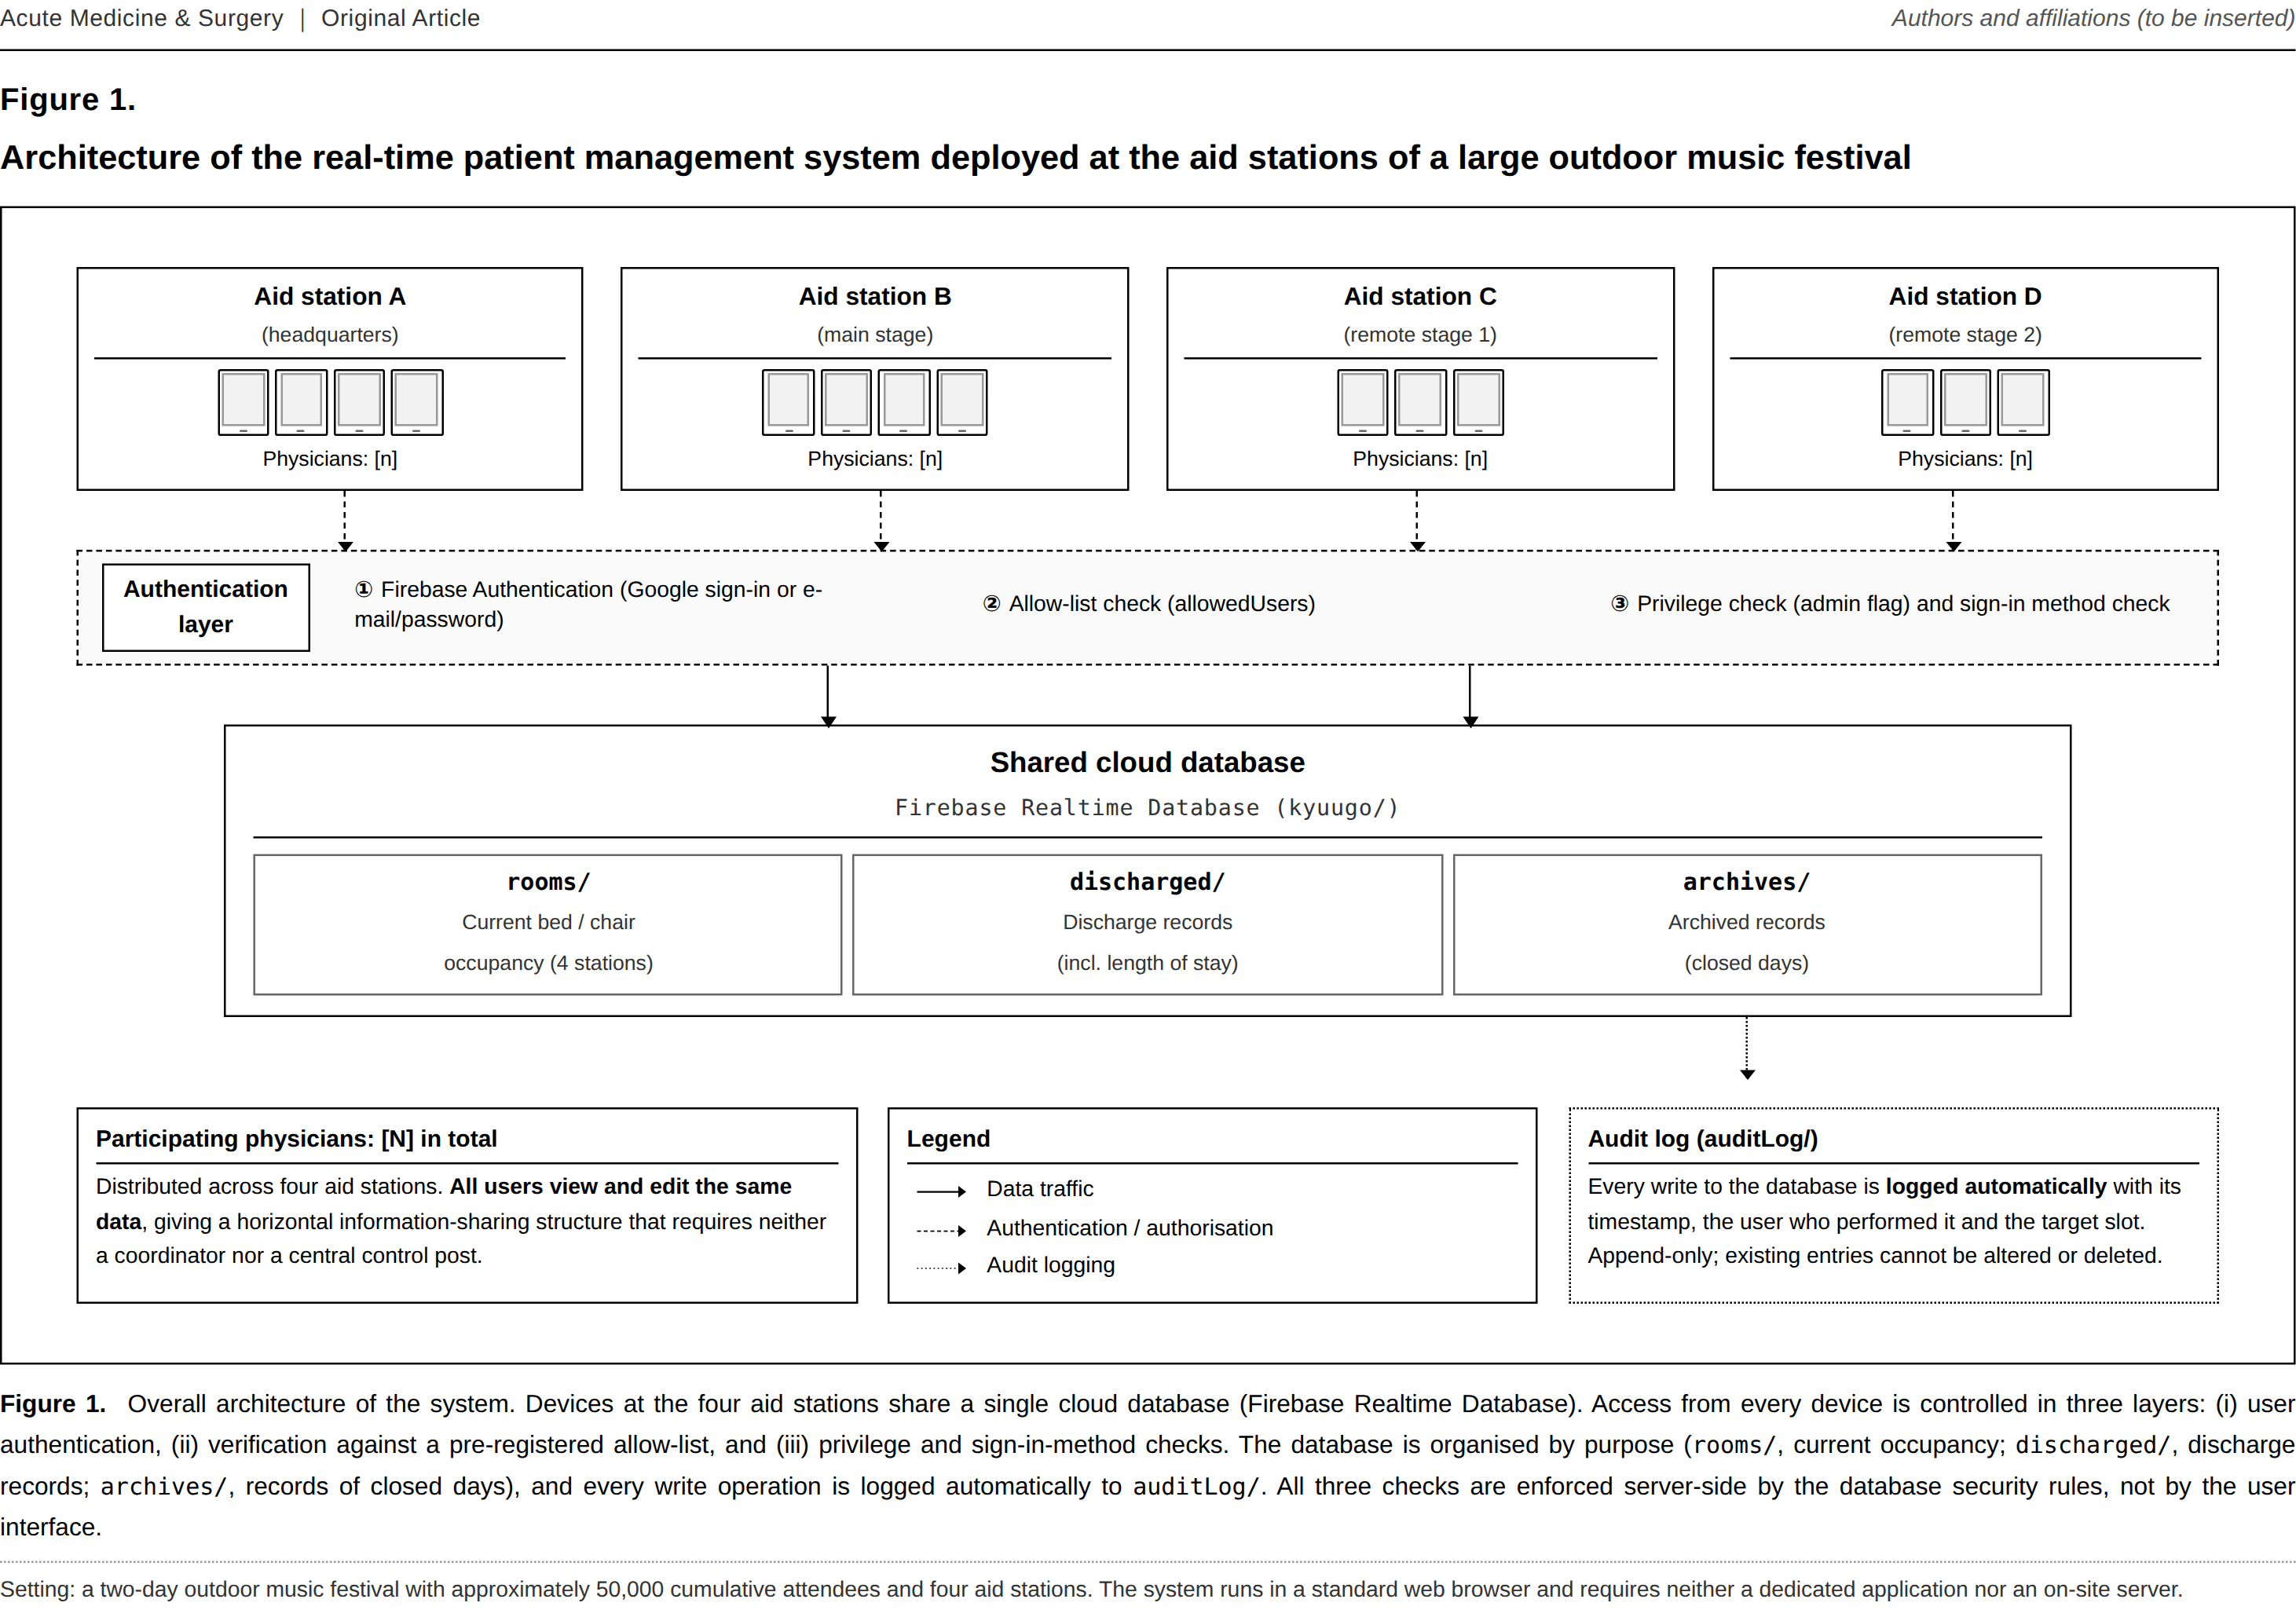 Acute Medicine & Surgery | Original Article
Authors and affiliations (to be inserted)
Figure 1.
Architecture of the real-time patient management system deployed at the aid stations of a large outdoor music festival
Aid station A
(headquarters)
Physicians: [n]
Aid station B
(main stage)
Physicians: [n]
Aid station C
(remote stage 1)
Physicians: [n]
Aid station D
(remote stage 2)
Physicians: [n]
Authentication
layer
① Firebase Authentication (Google sign-in or e-
mail/password)
② Allow-list check (allowedUsers)
③ Privilege check (admin flag) and sign-in method check
Shared cloud database
Firebase Realtime Database (kyuugo/)
rooms/
Current bed / chair
occupancy (4 stations)
discharged/
Discharge records
(incl. length of stay)
archives/
Archived records
(closed days)
Participating physicians: [N] in total
Distributed across four aid stations. All users view and edit the same
data, giving a horizontal information-sharing structure that requires neither
a coordinator nor a central control post.
Legend
Data traffic
Authentication / authorisation
Audit logging
Audit log (auditLog/)
Every write to the database is logged automatically with its
timestamp, the user who performed it and the target slot.
Append-only; existing entries cannot be altered or deleted.
Figure 1. Overall architecture of the system. Devices at the four aid stations share a single cloud database (Firebase Realtime Database). Access from every device is controlled in three layers: (i) user
authentication, (ii) verification against a pre-registered allow-list, and (iii) privilege and sign-in-method checks. The database is organised by purpose (rooms/, current occupancy; discharged/, discharge
records; archives/, records of closed days), and every write operation is logged automatically to auditLog/. All three checks are enforced server-side by the database security rules, not by the user
interface.
Setting: a two-day outdoor music festival with approximately 50,000 cumulative attendees and four aid stations. The system runs in a standard web browser and requires neither a dedicated application nor an on-site server.